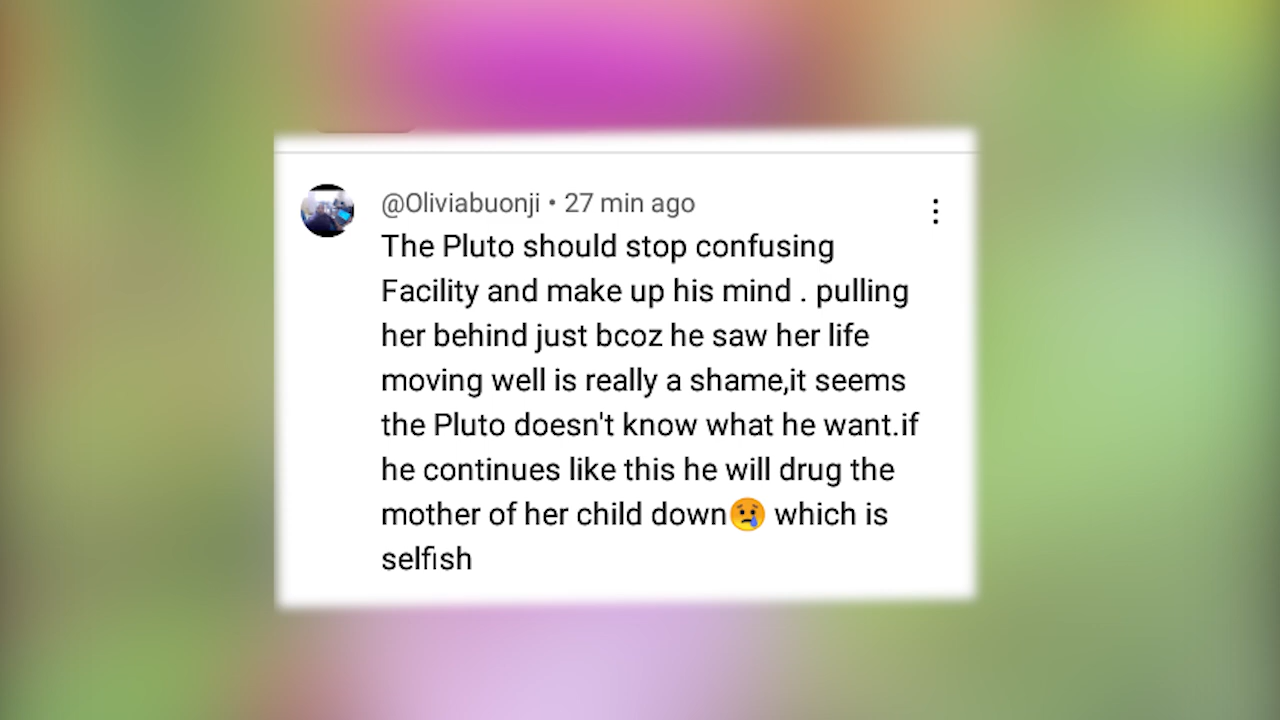 @Oliviabuonji • 27 min ago
The Pluto should stop confusing
Facility and make up his mind . pulling
her behind just bcoz he saw her life
moving well is really a shame,it seems
the Pluto doesn't know what he want.if
he continues like this he will drug the
mother of her child down😢 which is
selfish